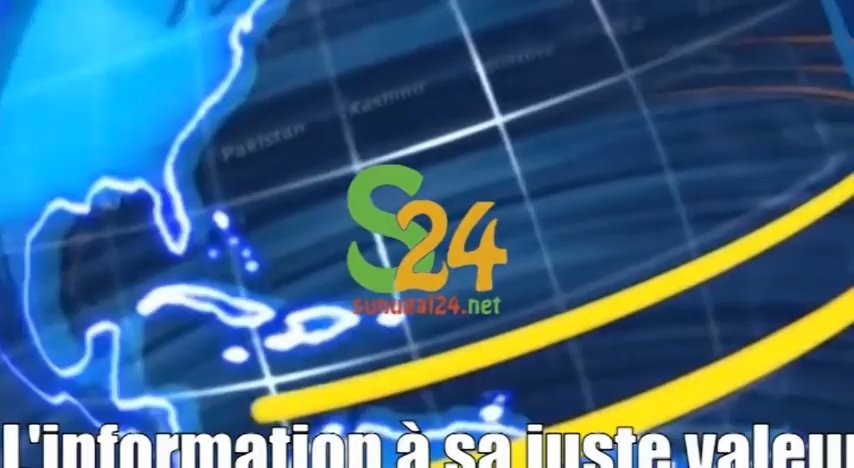 Kashmir
Pakistan
S24
sunugal24.net
L'information à sa juste valeur